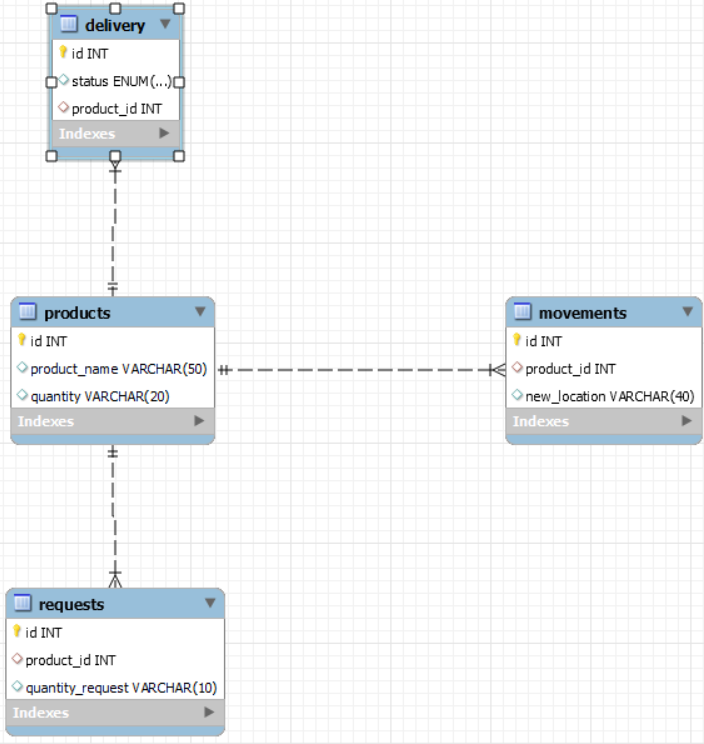 delivery
id INT
status ENUM(...)
product_id INT
Indexes
products
id INT
product_name VARCHAR(50)
quantity VARCHAR(20)
Indexes
movements
id INT
product_id INT
new_location VARCHAR(40)
Indexes
requests
id INT
product_id INT
quantity_request VARCHAR(10)
Indexes